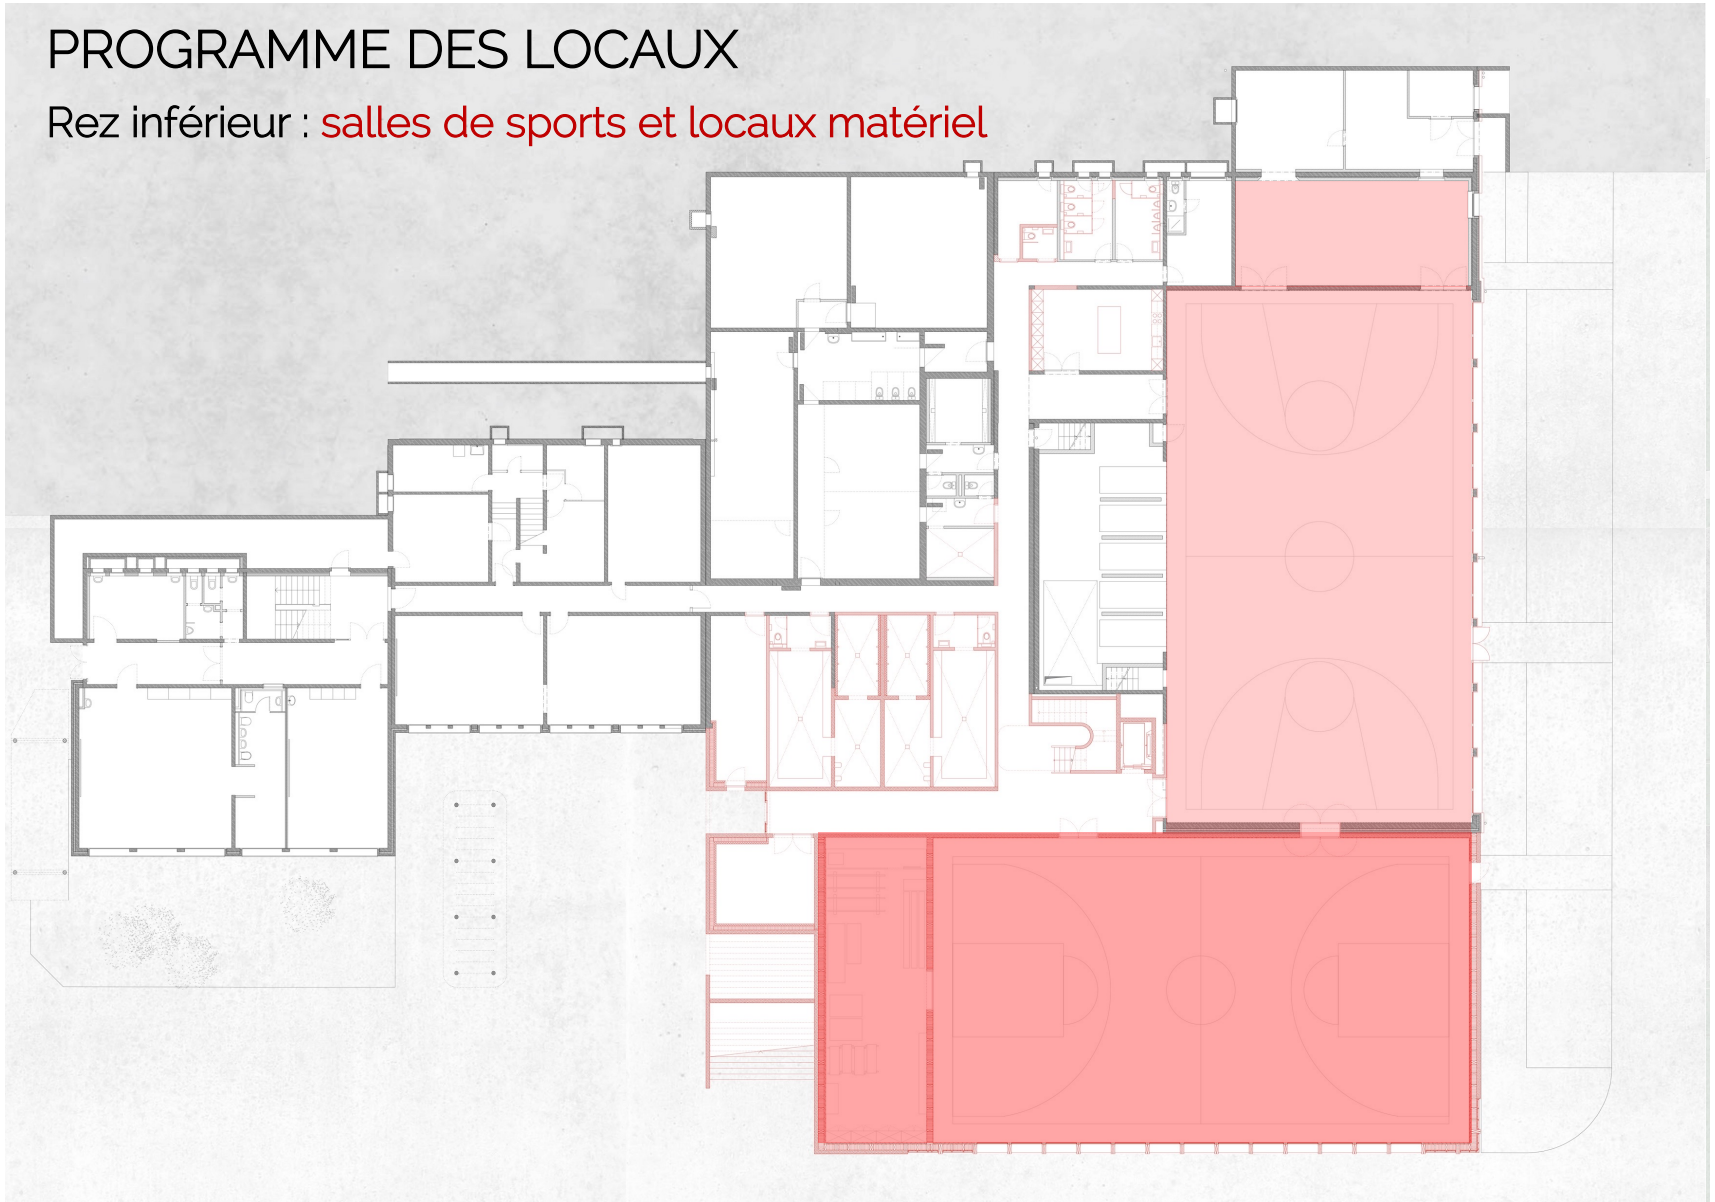 PROGRAMME DES LOCAUX
Rez inférieur : salles de sports et locaux matériel